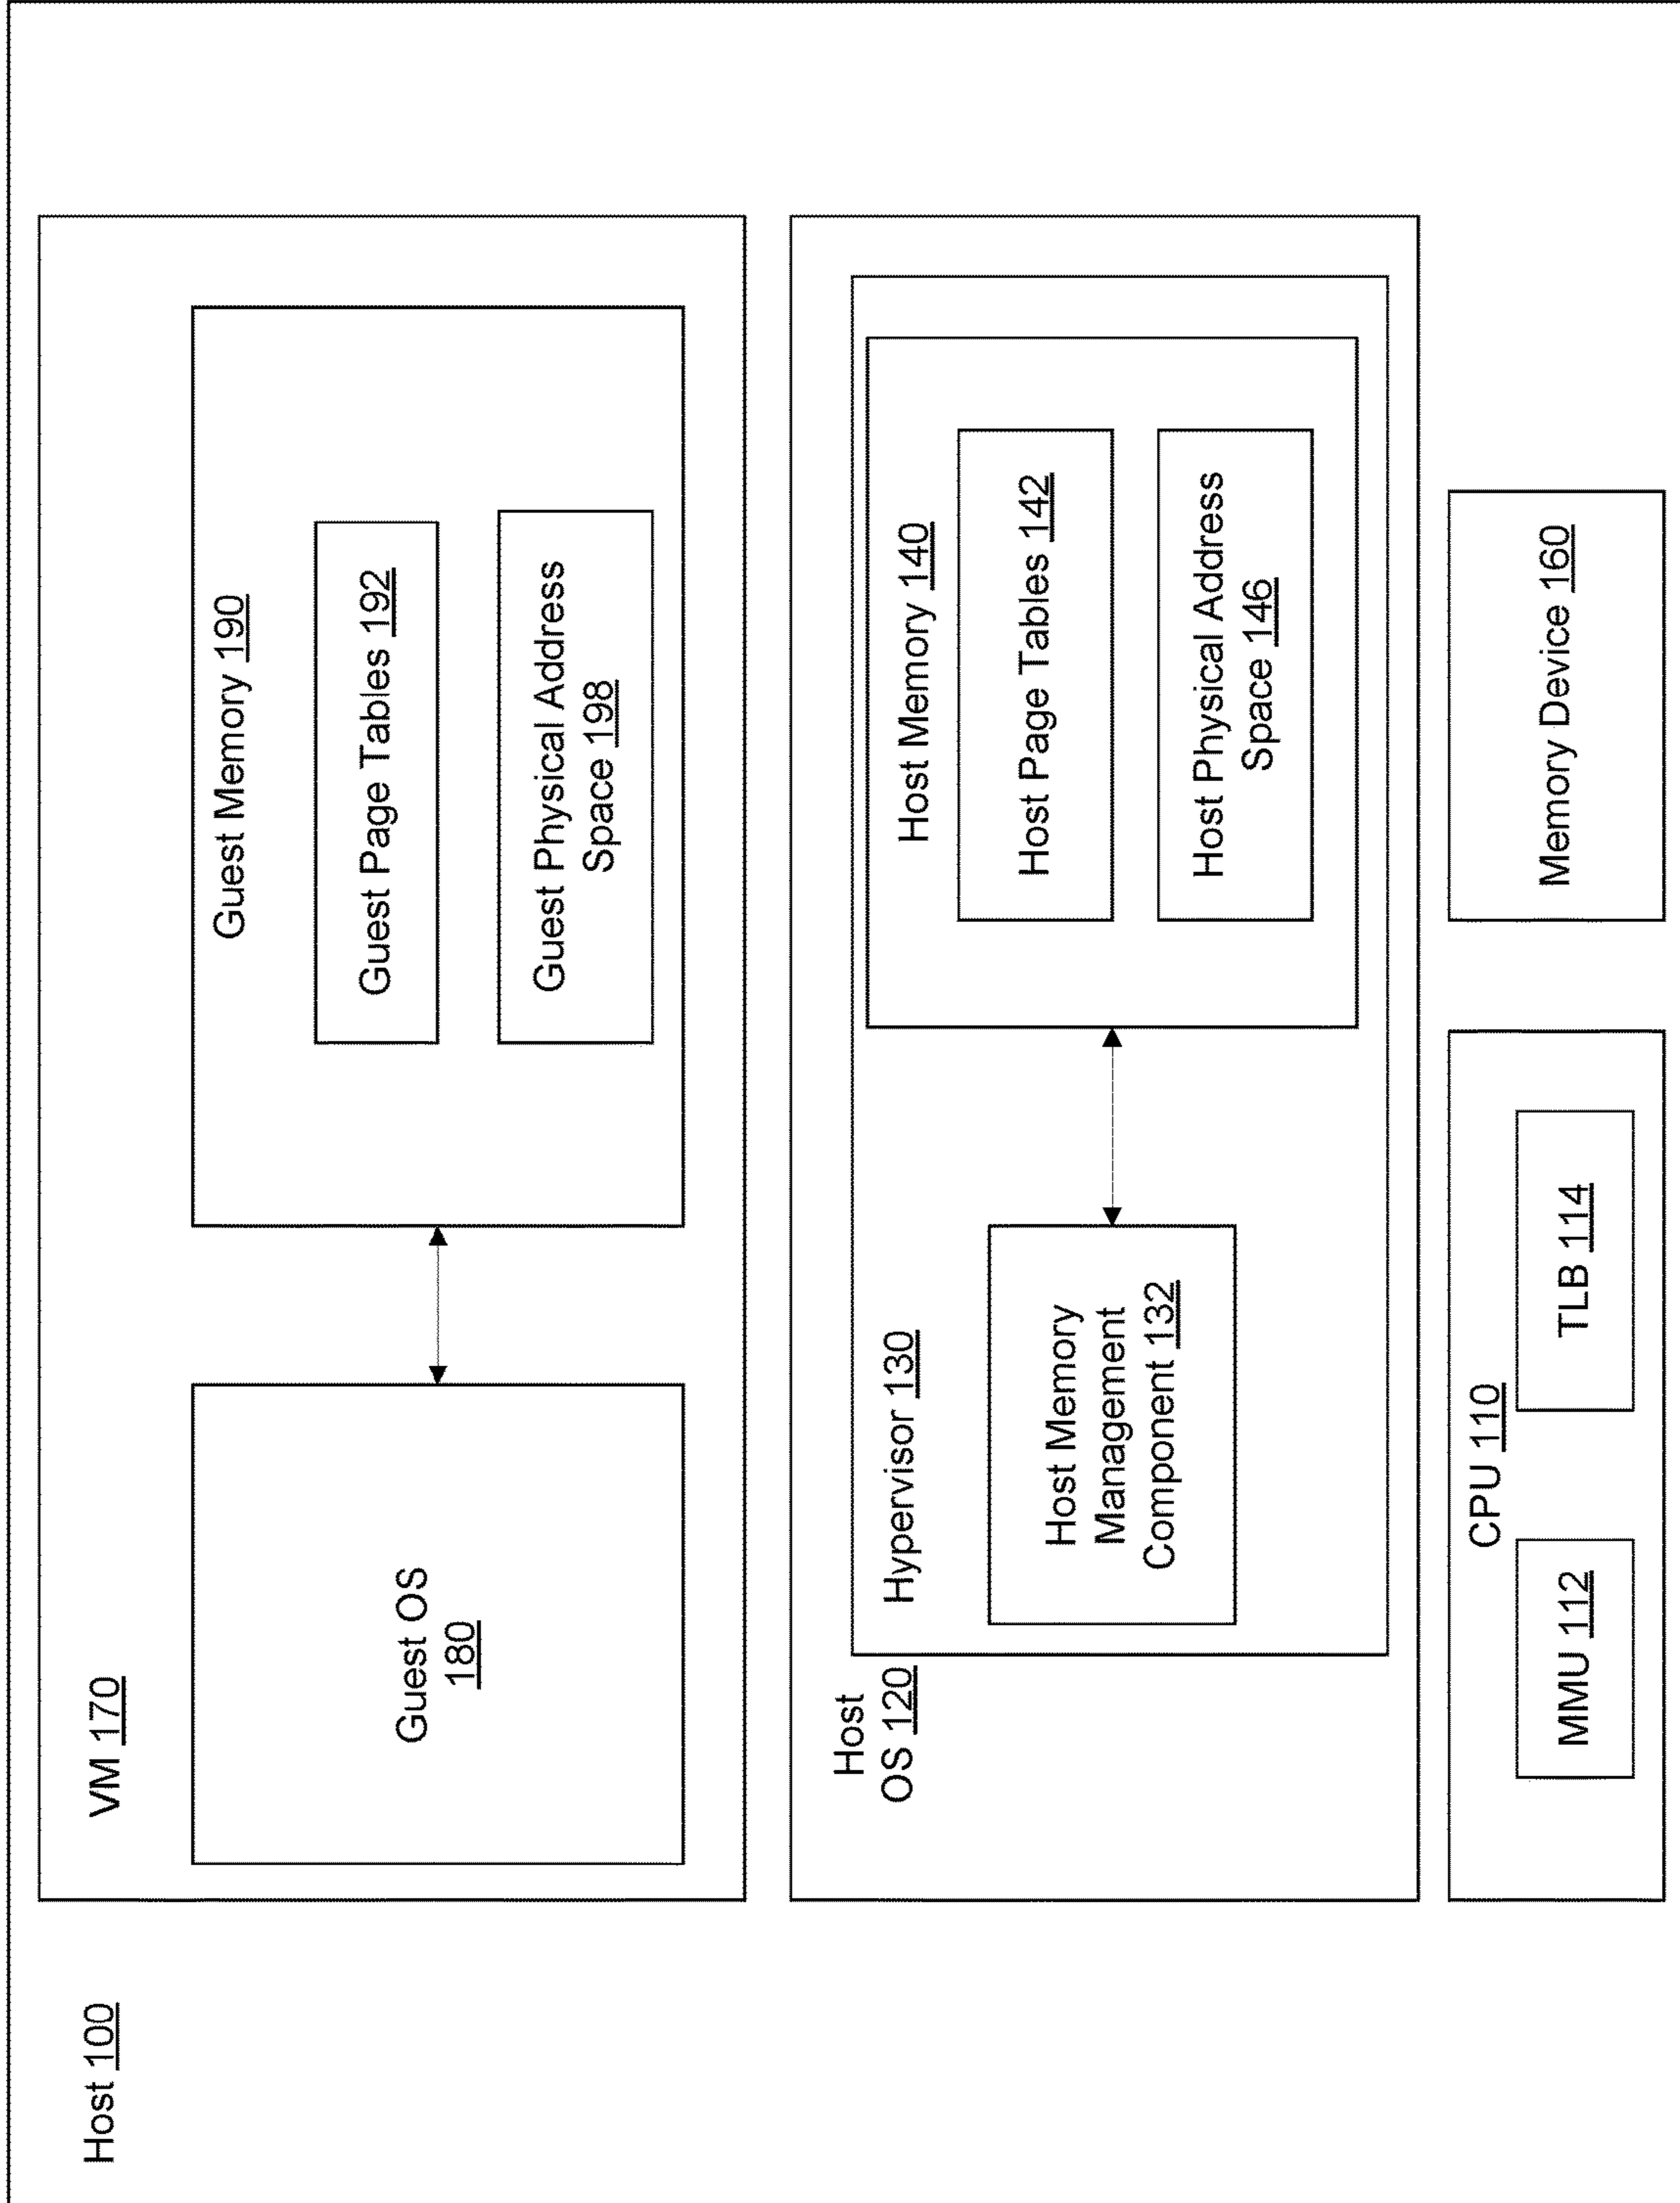 Host 100
VM 170
Guest OS
180
Guest Memory 190
Guest Page Tables 192
Guest Physical Address
Space 198
Host
OS 120
Hypervisor 130
Host Memory
Management
Component 132
Host Memory 140
Host Page Tables 142
Host Physical Address
Space 146
CPU 110
MMU 112
TLB 114
Memory Device 160